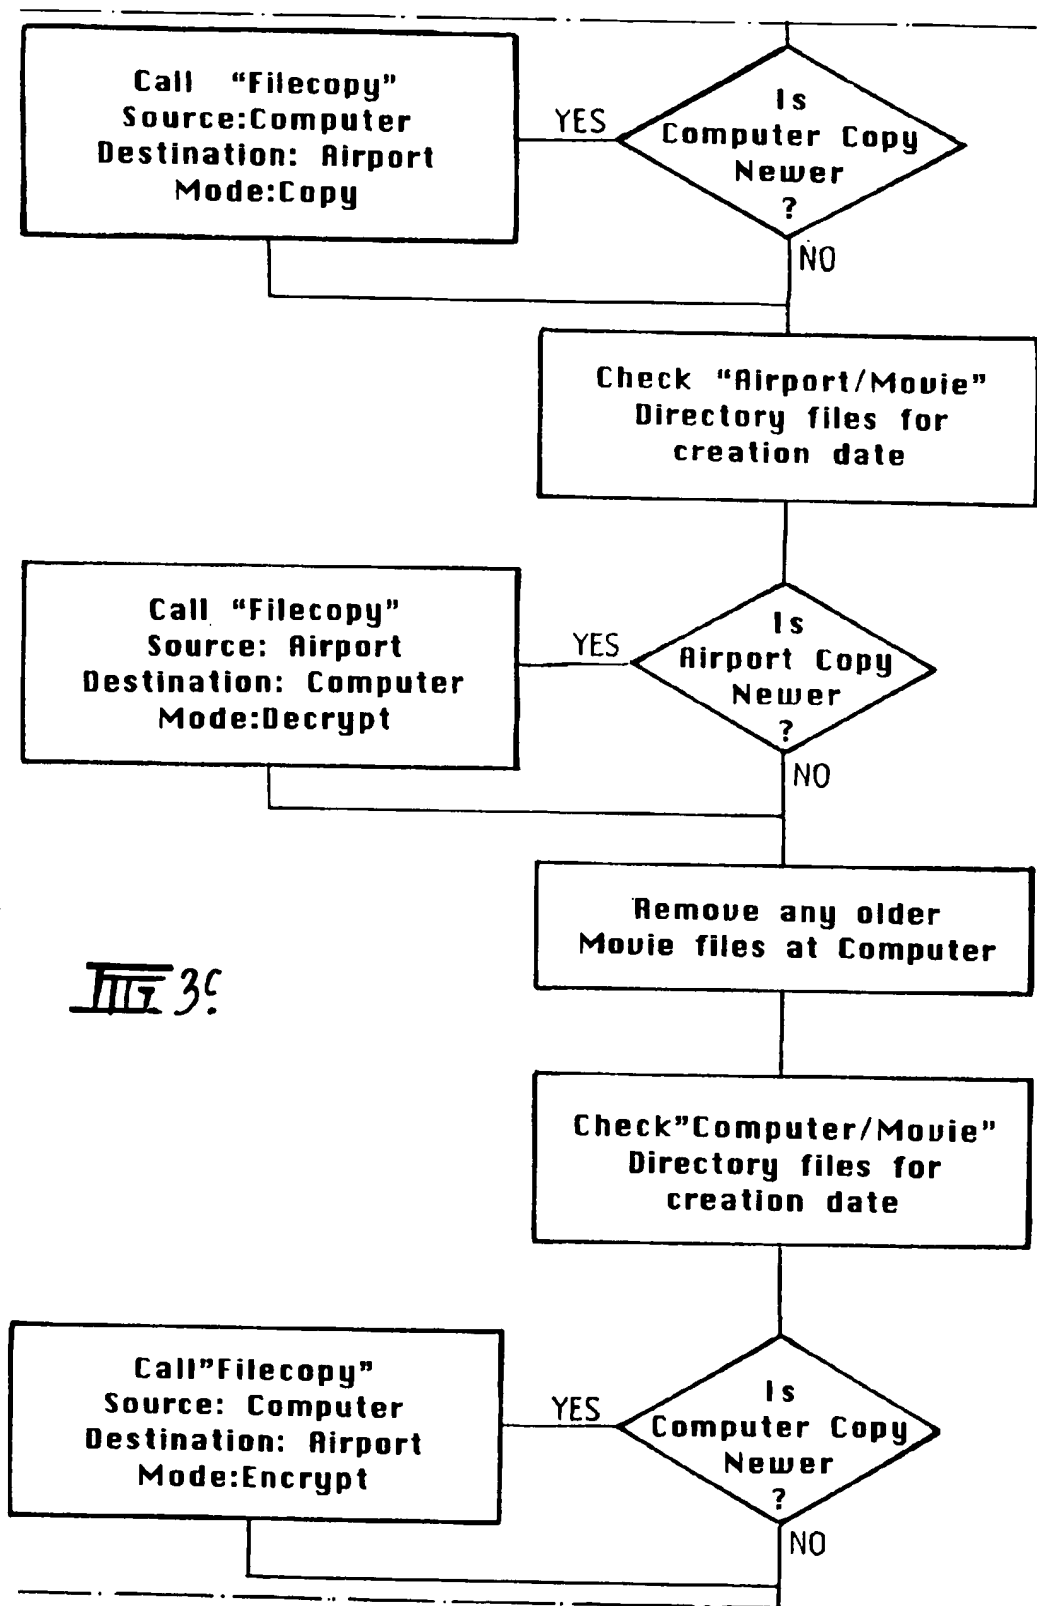 Call “Filecopy”
Source:Computer
Destination: Airport
Mode:Copy
YES
Is
Computer Copy
Newer
?
NO
Check “Airport/Movie”
Directory files for
creation date
Call “Filecopy”
Source: Airport
Destination: Computer
Mode:Decrypt
YES
Is
Airport Copy
Newer
?
NO
Remove any older
Movie files at Computer
FIG 3c
Check”Computer/Movie”
Directory files for
creation date
Call”Filecopy”
Source: Computer
Destination: Airport
Mode:Encrypt
YES
Is
Computer Copy
Newer
?
NO